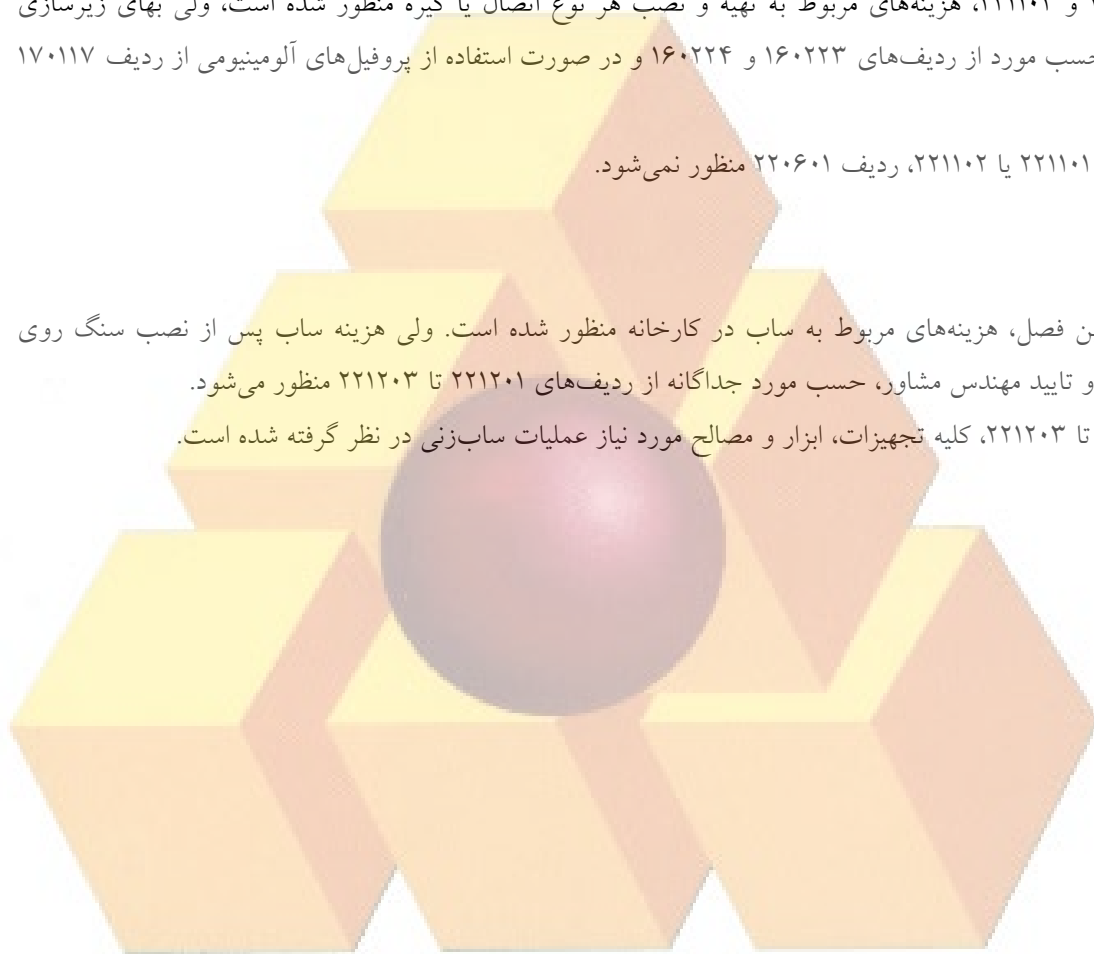 و ۲۲۱۱۰۲، هزینه‌های مربوط به تهیه و نصب هر نوع اتصال یا گیره منظور شده است، ولی بهای زیرسازی
حسب مورد از ردیف‌های ۱۶۰۲۲۳ و ۱۶۰۲۲۴ و در صورت استفاده از پروفیل‌های آلومینیومی از ردیف ۱۷۰۱۱۷
۲۲۱۱۰۱ یا ۲۲۱۱۰۲، ردیف ۲۲۰۶۰۱ منظور نمی‌شود.
ن فصل، هزینه‌های مربوط به ساب در کارخانه منظور شده است. ولی هزینه ساب پس از نصب سنگ روی
و تایید مهندس مشاور، حسب مورد جداگانه از ردیف‌های ۲۲۱۲۰۱ تا ۲۲۱۲۰۳ منظور می‌شود.
تا ۲۲۱۲۰۳، کلیه تجهیزات، ابزار و مصالح مورد نیاز عملیات ساب‌زنی در نظر گرفته شده است.